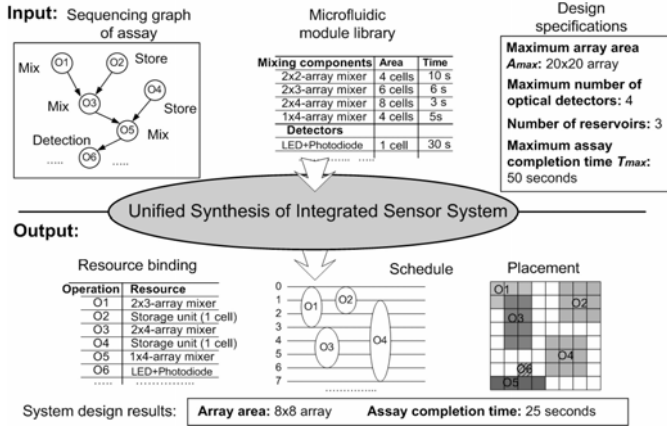 Input:
Sequencing graph
of assay
O1
O2
Store
Mix
O4
Mix
O3
Store
O5
Detection
Mix
O6
..... .....
Microfluidic
module library
Mixing components Area Time
2x2-array mixer 4 cells 10 s
2x3-array mixer 6 cells 6 s
2x4-array mixer 8 cells 3 s
1x4-array mixer 4 cells 5s
Detectors
LED+Photodiode 1 cell 30 s
Design
specifications
Maximum array area
Amax: 20x20 array
Maximum number of
optical detectors: 4
Number of reservoirs: 3
Maximum assay
completion time Tmax:
50 seconds
Unified Synthesis of Integrated Sensor System
Output:
Resource binding
Operation Resource
O1 2x3-array mixer
O2 Storage unit (1 cell)
O3 2x4-array mixer
O4 Storage unit (1 cell)
O5 1x4-array mixer
O6 LED+Photodiode
..... .....
Schedule
0
1
2
3
4
5
6
7
O1
O2
O3
O4
Placement
O1
O2
O3
O4
O6
O5
System design results:
Array area: 8x8 array Assay completion time: 25 seconds